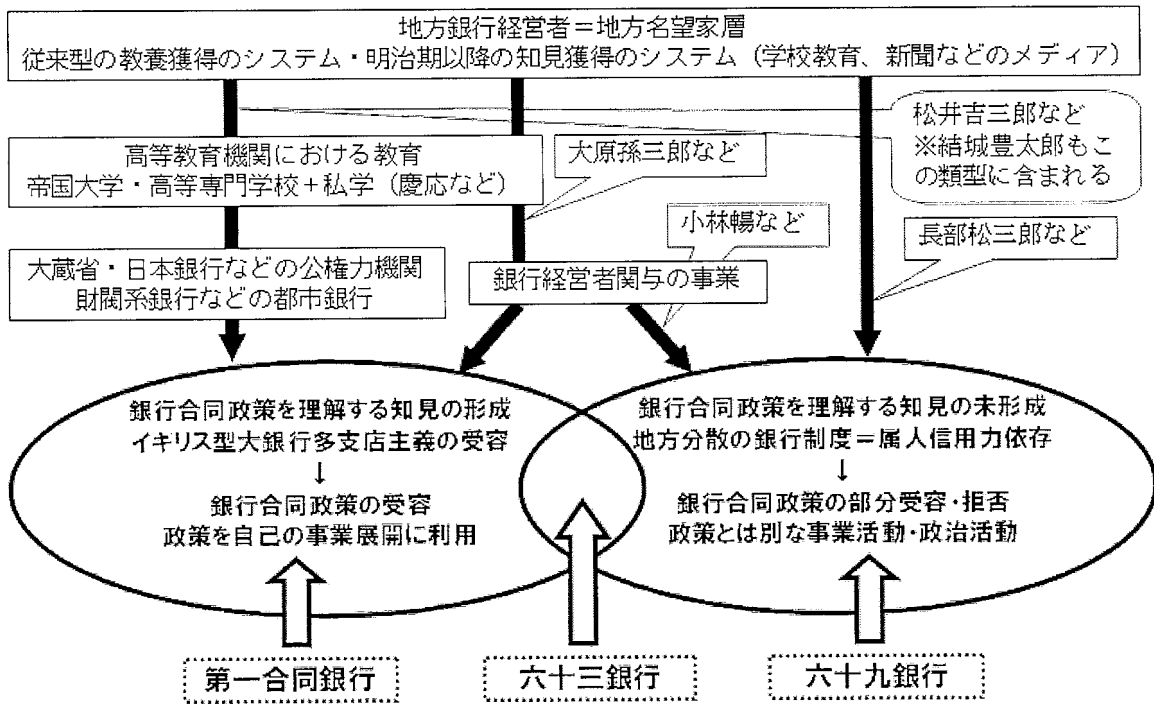 地方銀行経営者＝地方名望家層
従来型の教養獲得のシステム・明治期以降の知見獲得のシステム（学校教育、新聞などのメディア）
松井吉三郎など
※結城豊太郎もこ
の類型に含まれる
高等教育機関における教育
帝国大学・高等専門学校＋私学（慶応など）
大原孫三郎など
小林暢など
長部松三郎など
大蔵省・日本銀行などの公権力機関
財閥系銀行などの都市銀行
銀行経営者関与の事業
銀行合同政策を理解する知見の形成
イキリス型大銀行多支店主義の受容
↓
銀行合同政策の受容
政策を自己の事業展開に利用
銀行合同政策を理解する知見の未形成
地方分散の銀行制度＝属人信用力依存
↓
銀行合同政策の部分受容・拒否
政策とは別な事業活動・政治活動
第一合同銀行
六十三銀行
六十九銀行